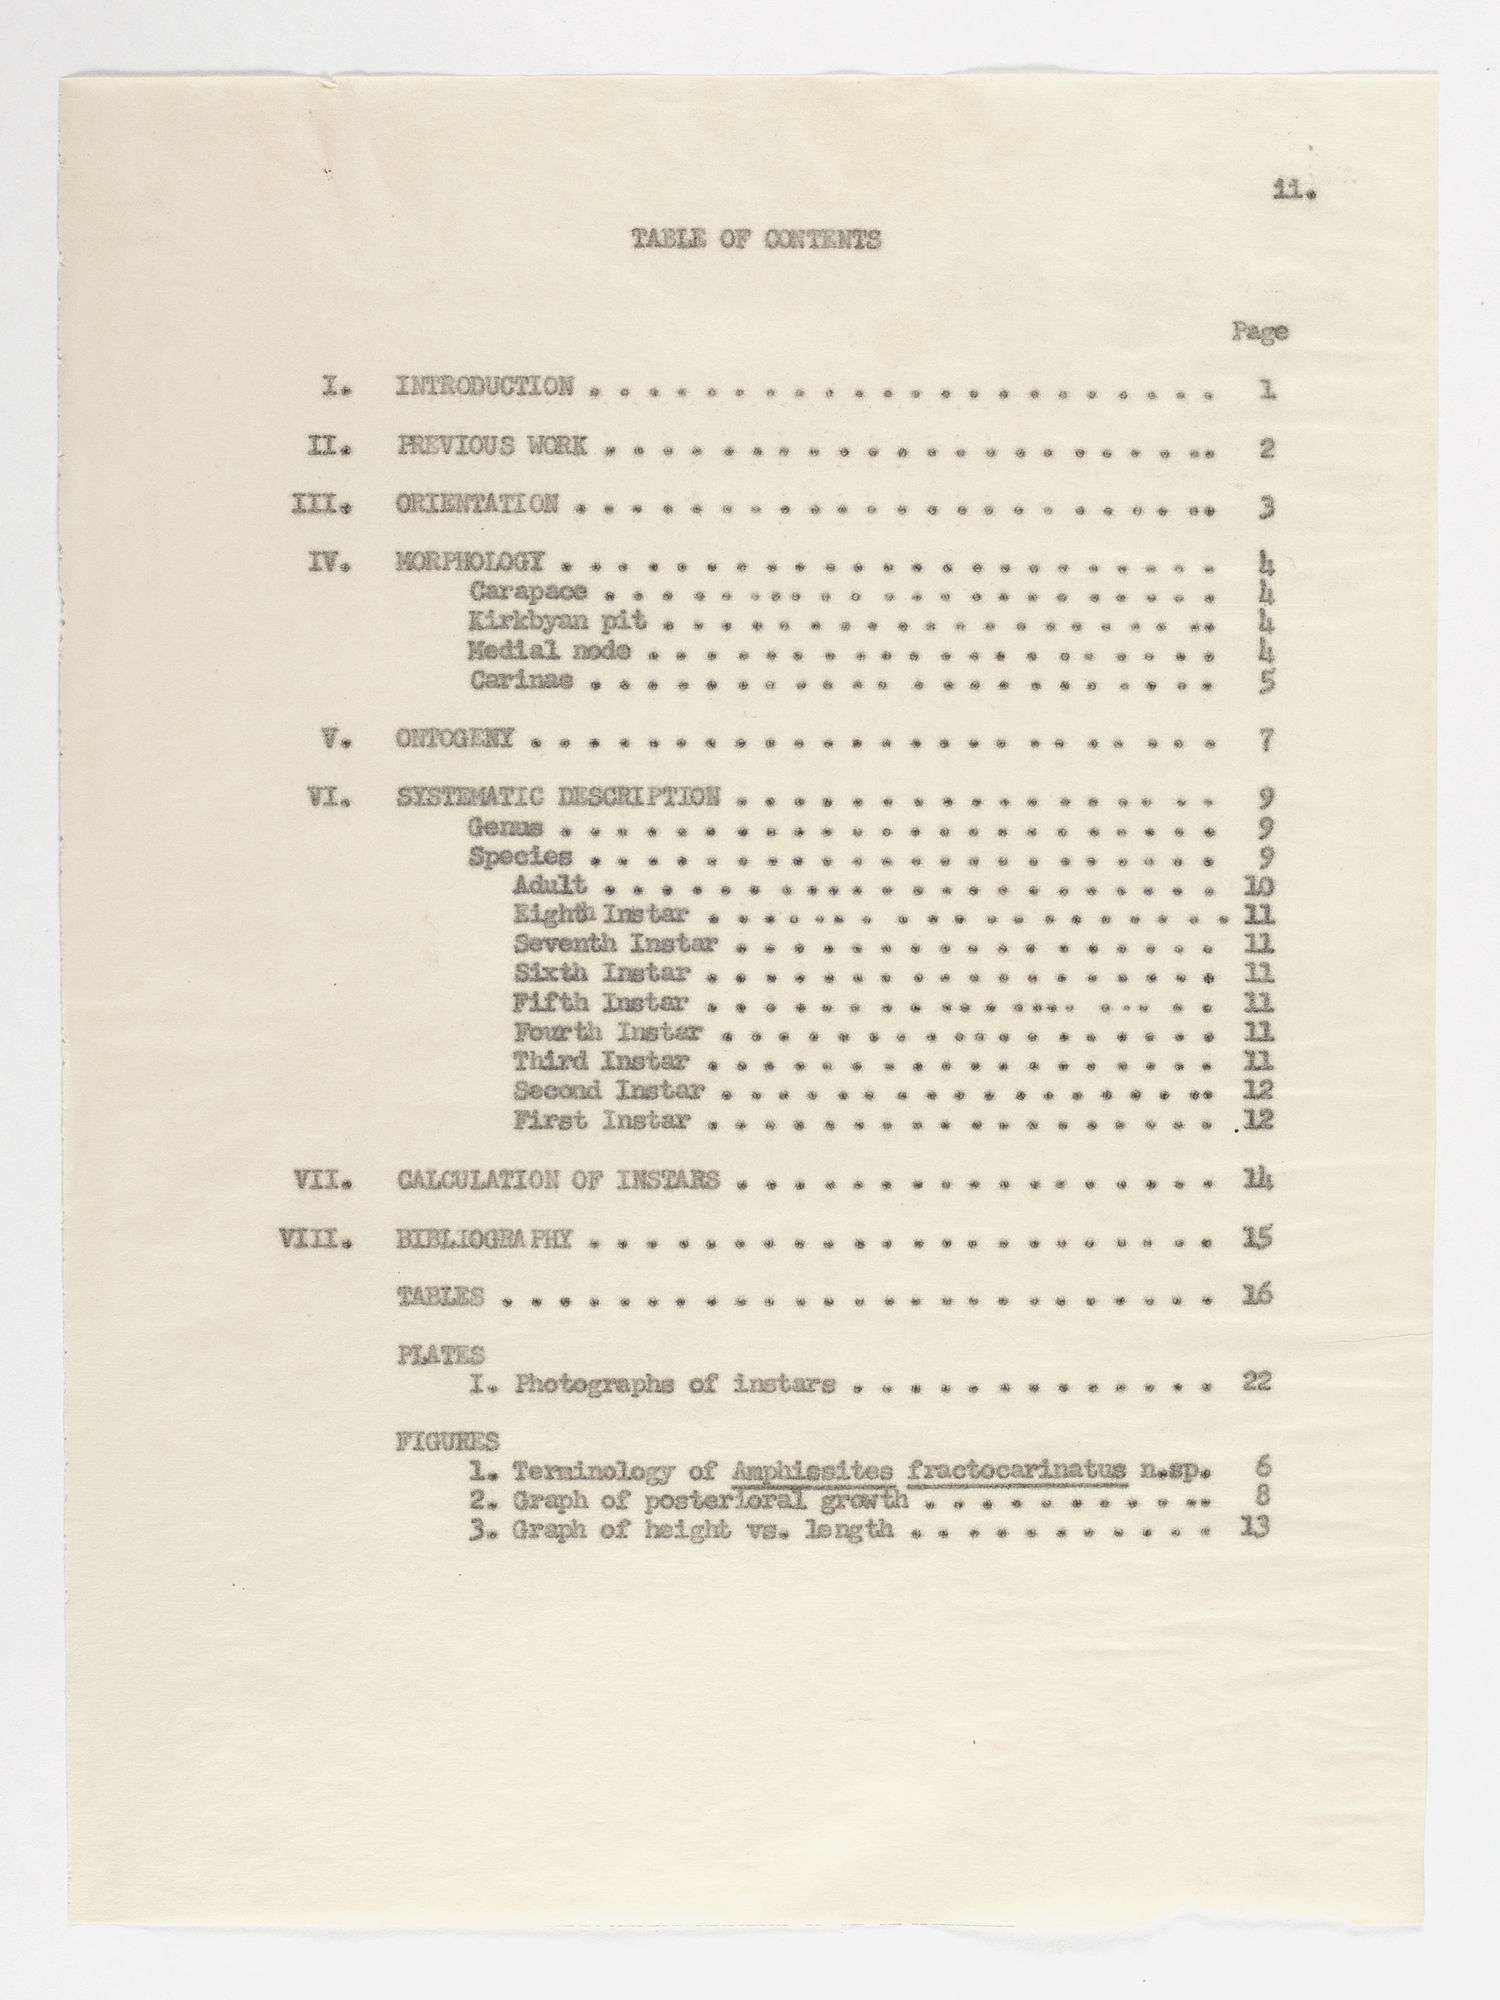 ii.
TABLE OF CONTENTS
Page
I. INTRODUCTION . . . . . . . . . . . . . . . . . . . . . . 1
II. PREVIOUS WORK . . . . . . . . . . . . . . . . . . . . .. 2
III. ORIENTATION . . . . . . . . . . . . . . . . . . . . . .. 3
IV. MORPHOLOGY . . . . . . . . . . . . . . . . . . . . . . . 4
Carapace . . . . . . ... . . . . . . . . . . . . . . 4
Kirkbyan pit . . . . . . . . . . . . . . . . . . .. 4
Medial node . . . . . . . . . . . . . . . . . . . . 4
Carinae . . . . . . . . . . . . . . . . . . . . . . 5
V. ONTOGENY . . . . . . . . . . . . . . . . . . . . . . . . 7
VI. SYSTEMATIC DESCRIPTION . . . . . . . . . . . . . . . . . 9
Genus . . . . . . . . . . . . . . . . . . . . . . . 9
Species . . . . . . . . . . . . . . . . . . . . . . 9
Adult . . . . . . .... . . . . . . . . . . . . . 10
Eighth Instar . . . .... . . . . . . . . . . . . . 11
Seventh Instar . . . . . . . . . . . . . . . . . 11
Sixth Instar . . . . . . . . . . . . . . . . . . 11
Fifth Instar . . . . . . . . ... . .... ... . . 11
Fourth Instar . . . . . . . . ... . . . . . . . . 11
Third Instar . . . . . . . . . . . . . . . . . . 11
Second Instar . . . . . . . . . . . . . . . . .. 12
First Instar . . . . . . . . . . . . . . . . . . .12
VII. CALCULATION OF INSTARS . . . . . . . . . . . . . . . . . 14
VIII. BIBLIOGRAPHY . . . . . . . . . . . . . . . . . . . . . . 15
TABLES . . . . . . . . . . . . . . . . . . . . . . . . . 16
PLATES
I. Photographs of instars . . . . . . . . . . . . . 22
FIGURES
1. Terminology of Amphissites fractocarinatus n.sp. 6
2. Graph of posterioral growth . . . . . . . . . .. 8
3. Graph of height vs. length . . . . . . . . . . . 13